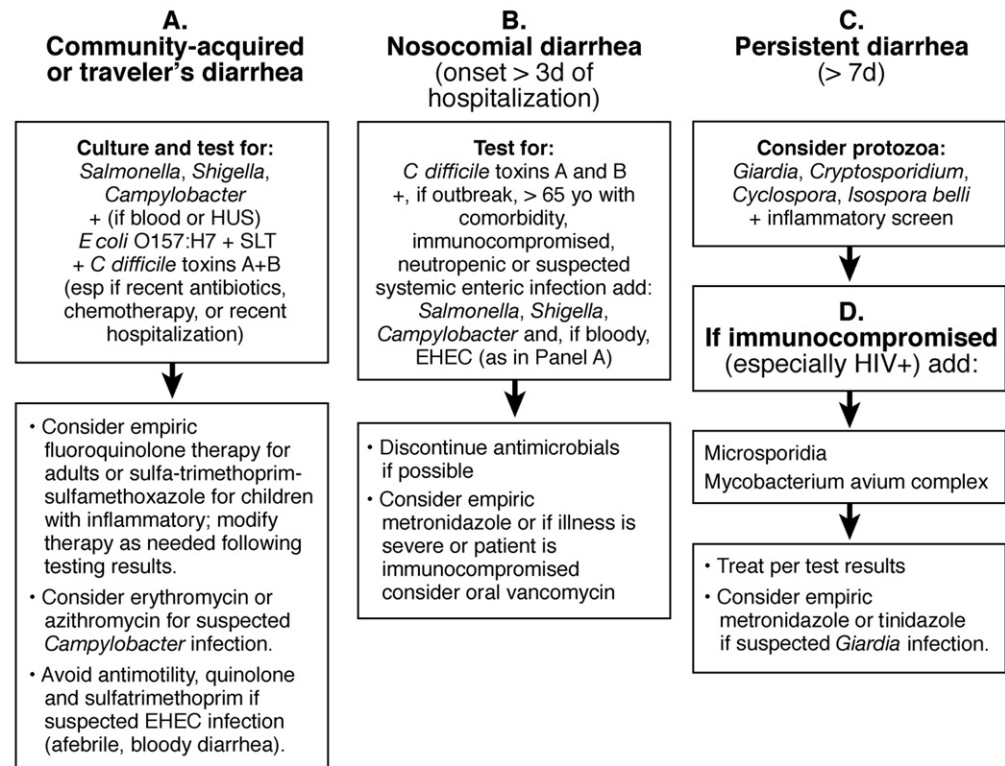 A.
Community-acquired
or traveler's diarrhea
Culture and test for:
Salmonella, Shigella,
Campylobacter
+ (if blood or HUS)
E coli O157:H7 + SLT
+ C difficile toxins A+B
(esp if recent antibiotics,
chemotherapy, or recent
hospitalization)
• Consider empiric
fluoroquinolone therapy for
adults or sulfa-trimethoprim-
sulfamethoxazole for children
with inflammatory; modify
therapy as needed following
testing results.
• Consider erythromycin or
azithromycin for suspected
Campylobacter infection.
• Avoid antimotility, quinolone
and sulfatrimethoprim if
suspected EHEC infection
(afebrile, bloody diarrhea).
B.
Nosocomial diarrhea
(onset > 3d of
hospitalization)
Test for:
C difficile toxins A and B
+, if outbreak, > 65 yo with
comorbidity,
immunocompromised,
neutropenic or suspected
systemic enteric infection add:
Salmonella, Shigella,
Campylobacter and, if bloody,
EHEC (as in Panel A)
• Discontinue antimicrobials
if possible
• Consider empiric
metronidazole or if illness is
severe or patient is
immunocompromised
consider oral vancomycin
C.
Persistent diarrhea
(> 7d)
Consider protozoa:
Giardia, Cryptosporidium,
Cyclospora, Isospora belli
+ inflammatory screen
D.
If immunocompromised
(especially HIV+) add:
Microsporidia
Mycobacterium avium complex
• Treat per test results
• Consider empiric
metronidazole or tinidazole
if suspected Giardia infection.